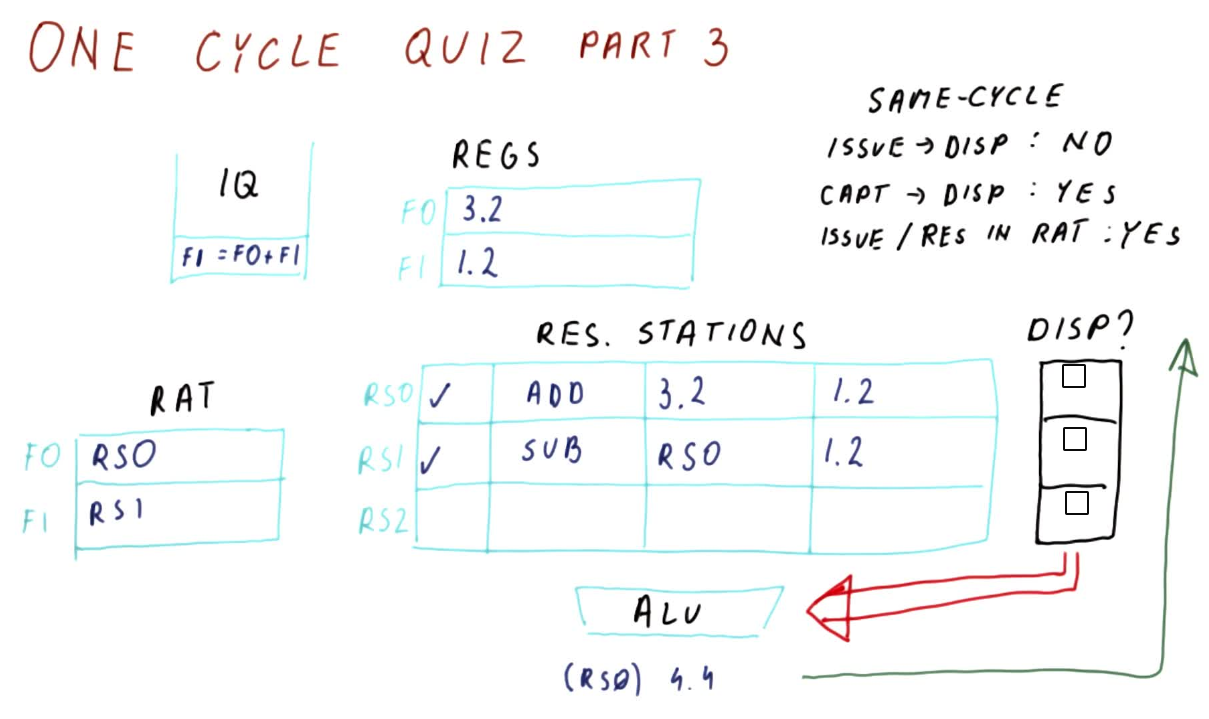 ONE CYCLE QUIZ PART 3
SAME-CYCLE
ISSUE → DISP : NO
CAPT → DISP : YES
ISSUE / RES IN RAT : YES
IQ
F1 = F0+F1
REGS
F0 3.2
F1 1.2
RAT
F0 RS0
F1 RS1
RES. STATIONS
RS0 ✓ ADD 3.2 1.2
RS1 ✓ SUB RS0 1.2
RS2
DISP?
ALU
(RS0) 4.4